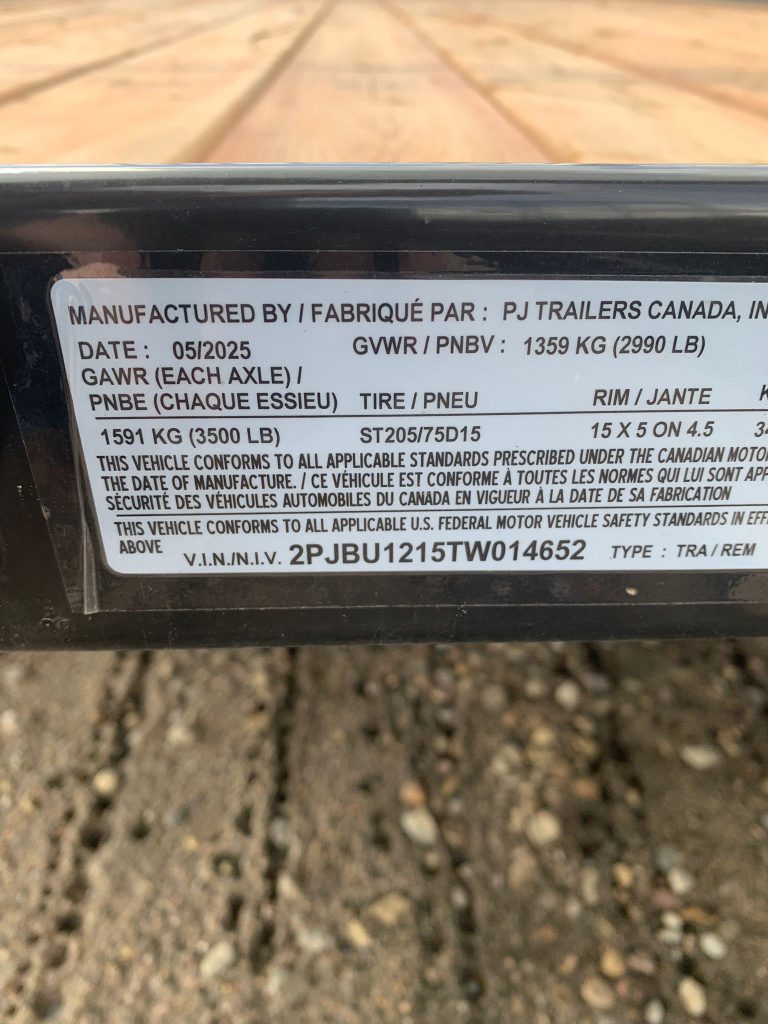 MANUFACTURED BY / FABRIQUÉ PAR : PJ TRAILERS CANADA, IN
DATE : 05/2025 GVWR / PNBV : 1359 KG (2990 LB)
GAWR (EACH AXLE) /
PNBE (CHAQUE ESSIEU) TIRE / PNEU RIM / JANTE K
1591 KG (3500 LB) ST205/75D15 15 X 5 ON 4.5 34
THIS VEHICLE CONFORMS TO ALL APPLICABLE STANDARDS PRESCRIBED UNDER THE CANADIAN MOTO
THE DATE OF MANUFACTURE. / CE VÉHICULE EST CONFORME À TOUTES LES NORMES QUI LUI SONT APP
SÉCURITÉ DES VÉHICULES AUTOMOBILES DU CANADA EN VIGUEUR À LA DATE DE SA FABRICATION
THIS VEHICLE CONFORMS TO ALL APPLICABLE U.S. FEDERAL MOTOR VEHICLE SAFETY STANDARDS IN EFF
ABOVE
V.I.N./N.I.V. 2PJBU1215TW014652 TYPE : TRA / REM